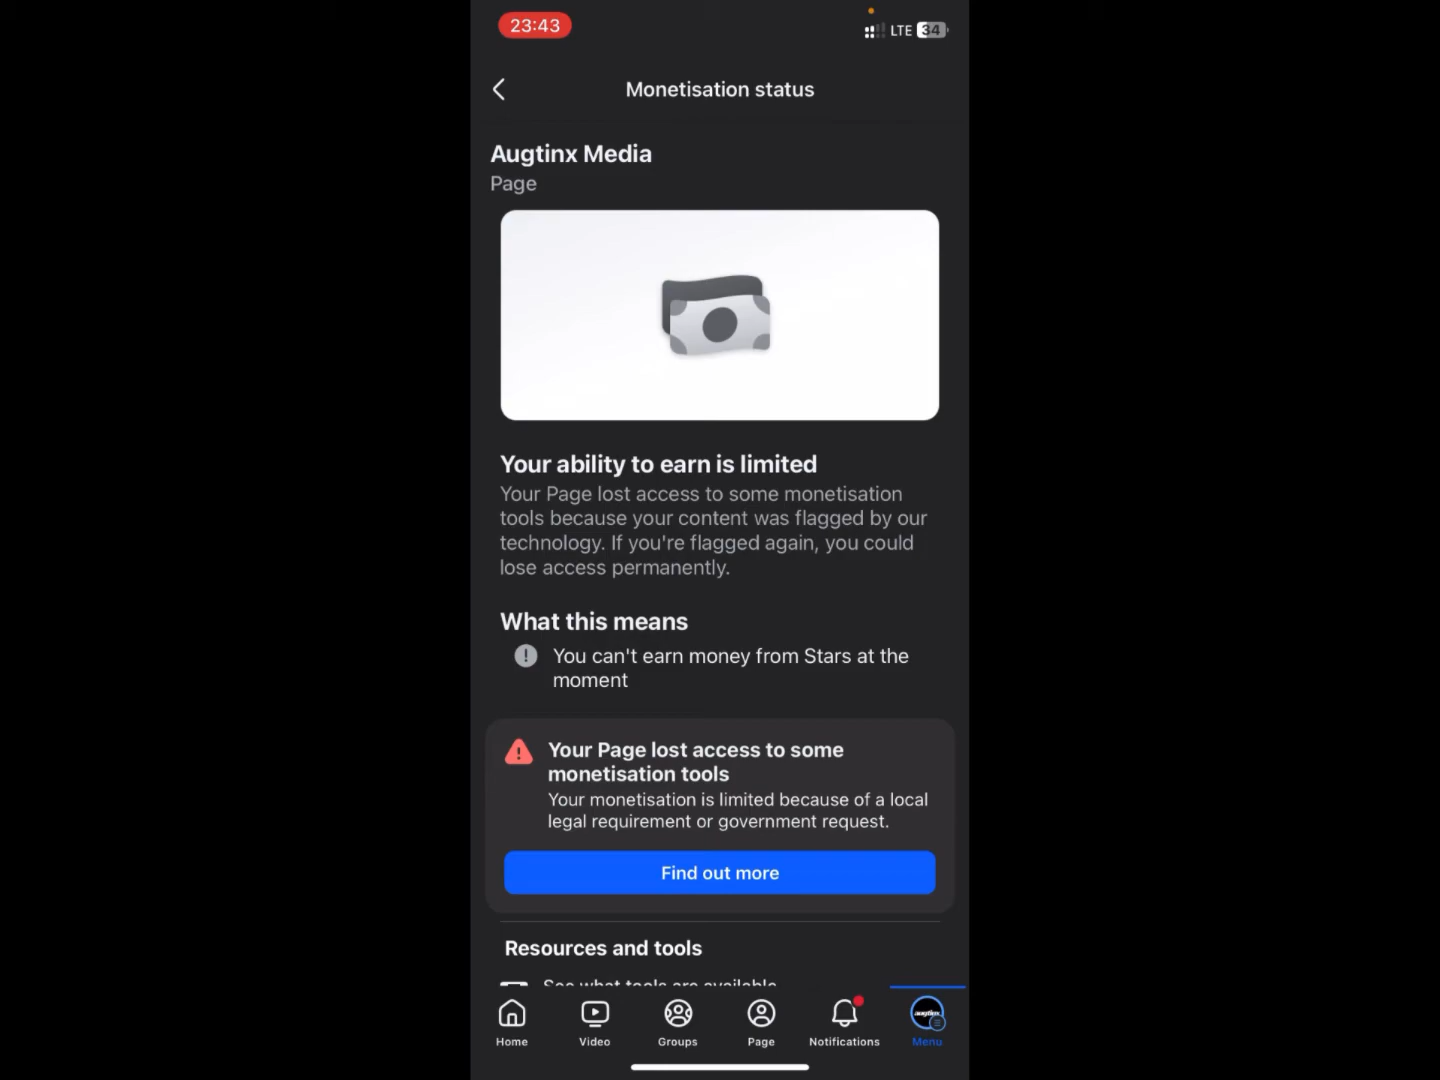 23:43
LTE 34
Monetisation status
Augtinx Media
Page
Your ability to earn is limited
Your Page lost access to some monetisation
tools because your content was flagged by our
technology. If you're flagged again, you could
lose access permanently.
What this means
You can't earn money from Stars at the
moment
Your Page lost access to some
monetisation tools
Your monetisation is limited because of a local
legal requirement or government request.
Find out more
Resources and tools
See what tools are available
augtinx
Home Video Groups Page Notifications Menu